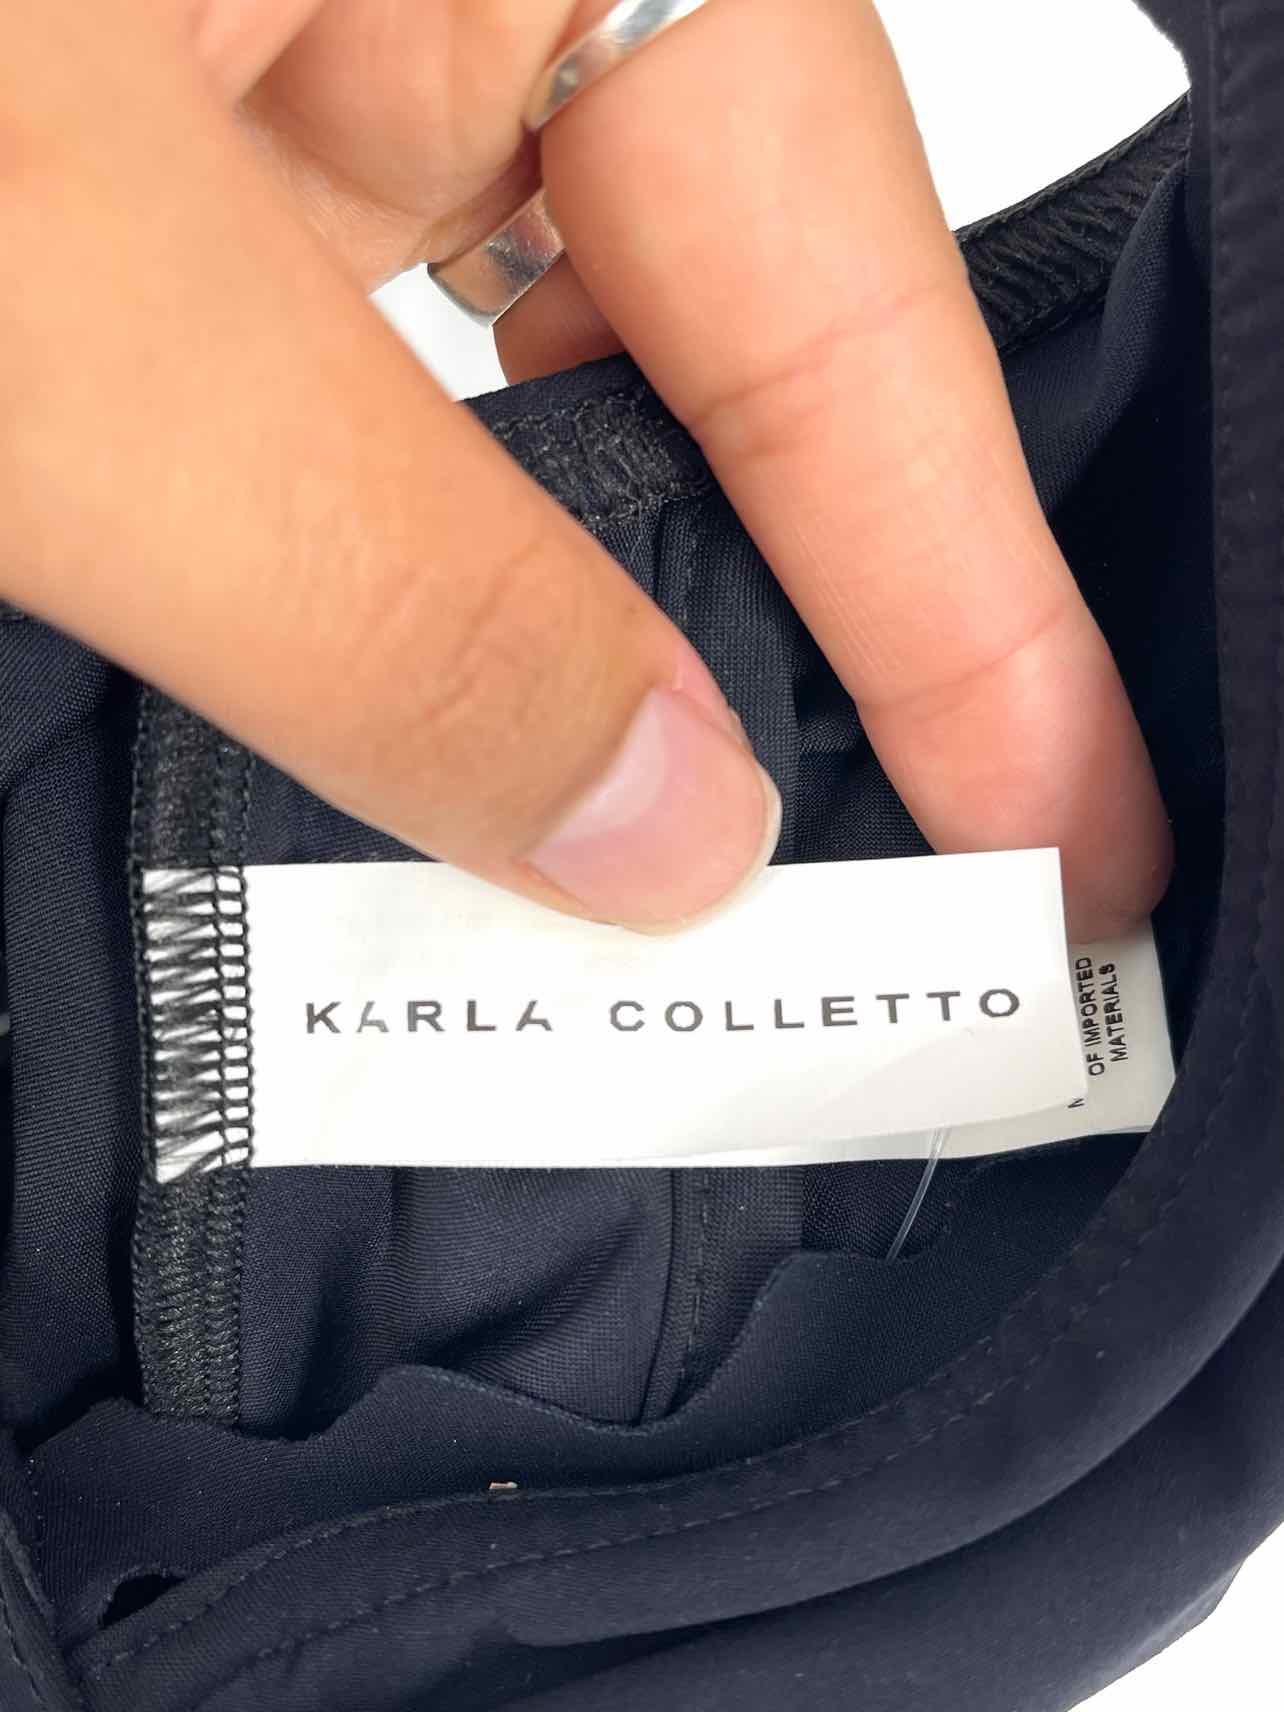 KARLA COLLETTO
OF IMPORTED
MATERIALS